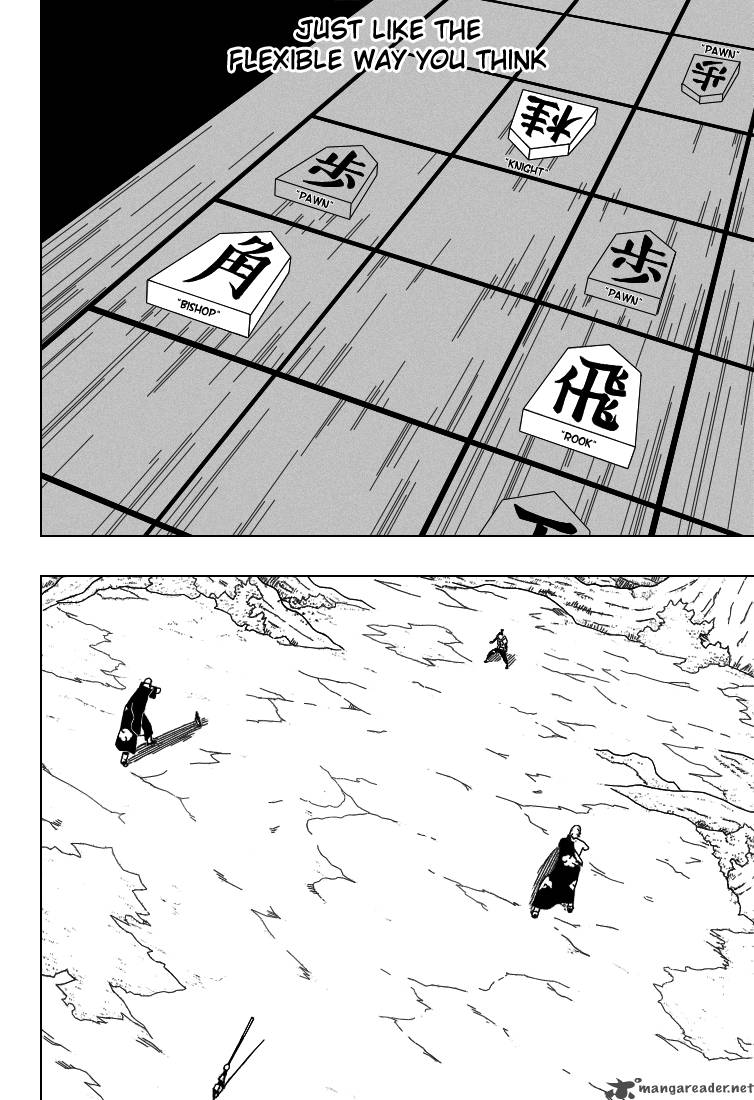 JUST LIKE THE
FLEXIBLE WAY YOU THINK
"PAWN"
歩
桂
"KNIGHT"
歩
"PAWN"
歩
"PAWN"
角
"BISHOP"
飛
"ROOK"
mangareader.net